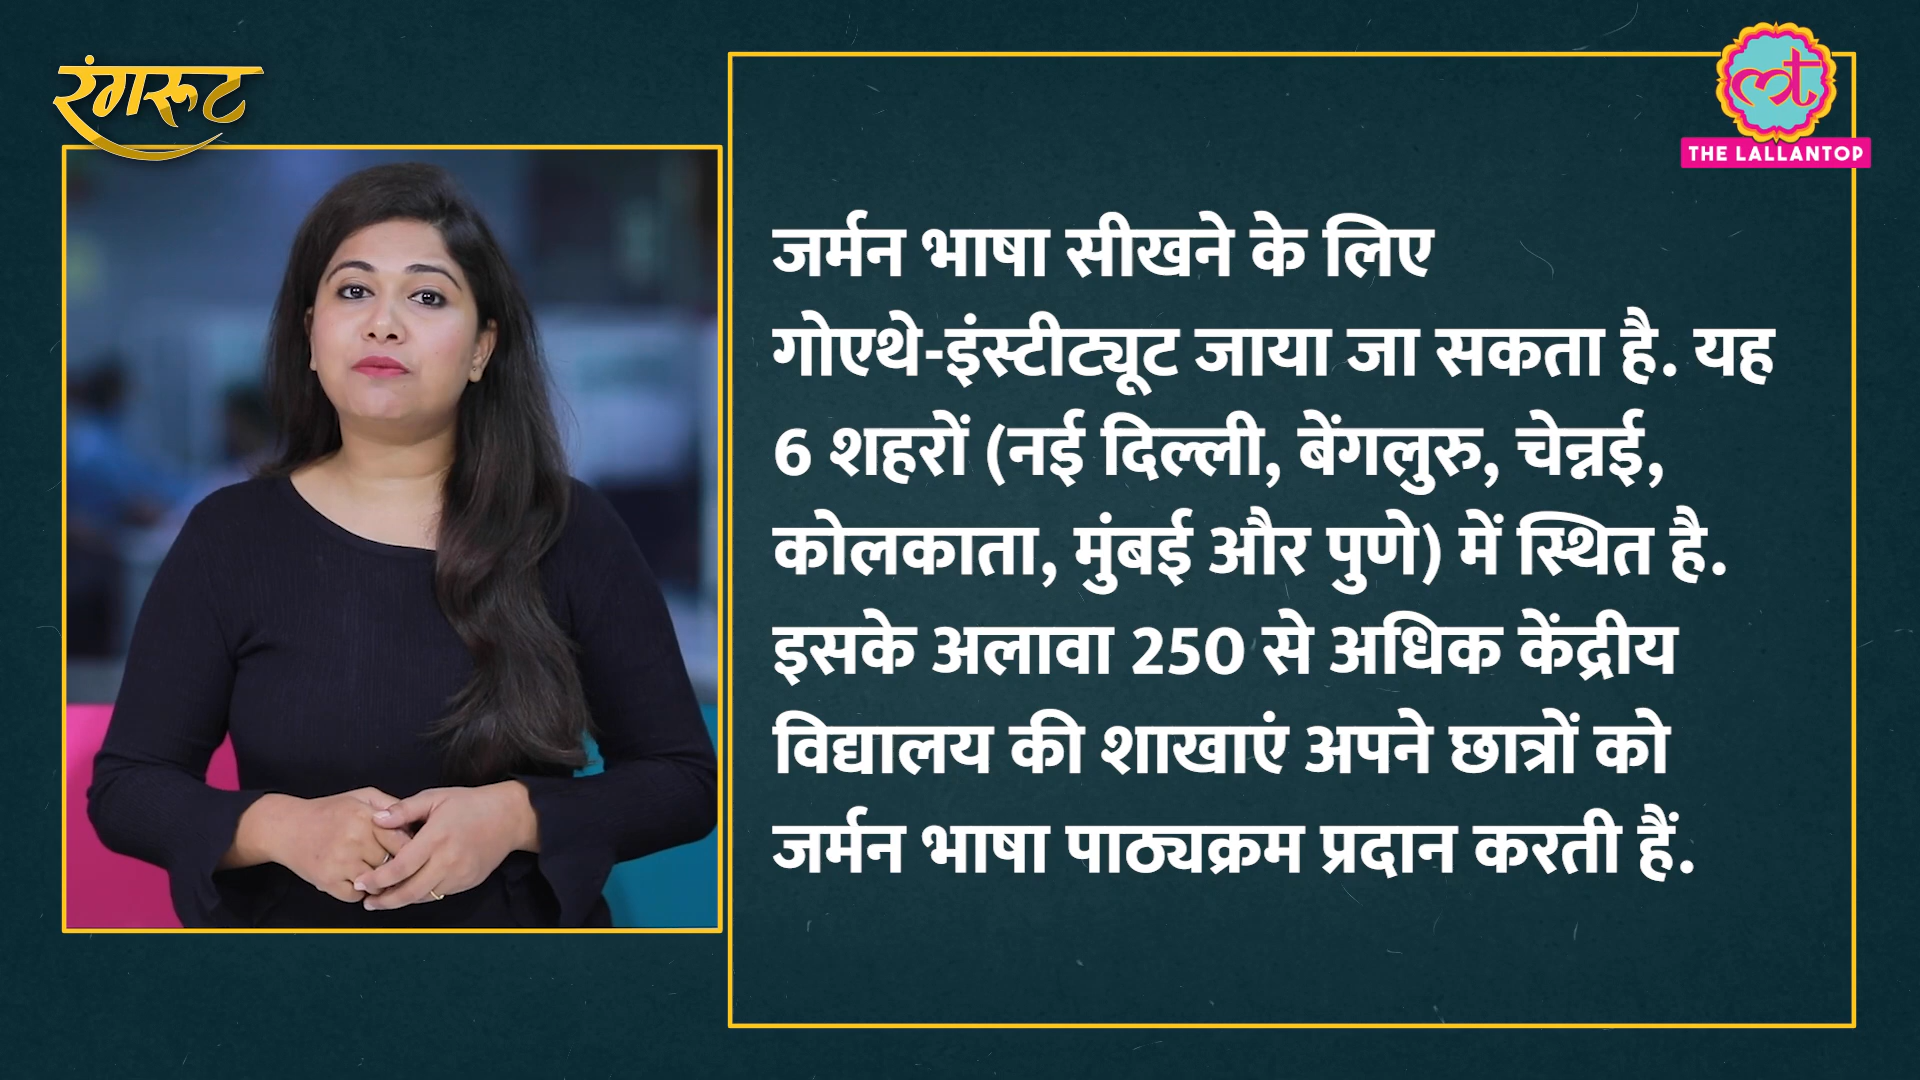 रंगरूट
THE LALLANTOP
जर्मन भाषा सीखने के लिए
गोएथे-इंस्टीट्यूट जाया जा सकता है. यह
6 शहरों (नई दिल्ली, बेंगलुरु, चेन्नई,
कोलकाता, मुंबई और पुणे) में स्थित है.
इसके अलावा 250 से अधिक केंद्रीय
विद्यालय की शाखाएं अपने छात्रों को
जर्मन भाषा पाठ्यक्रम प्रदान करती हैं.